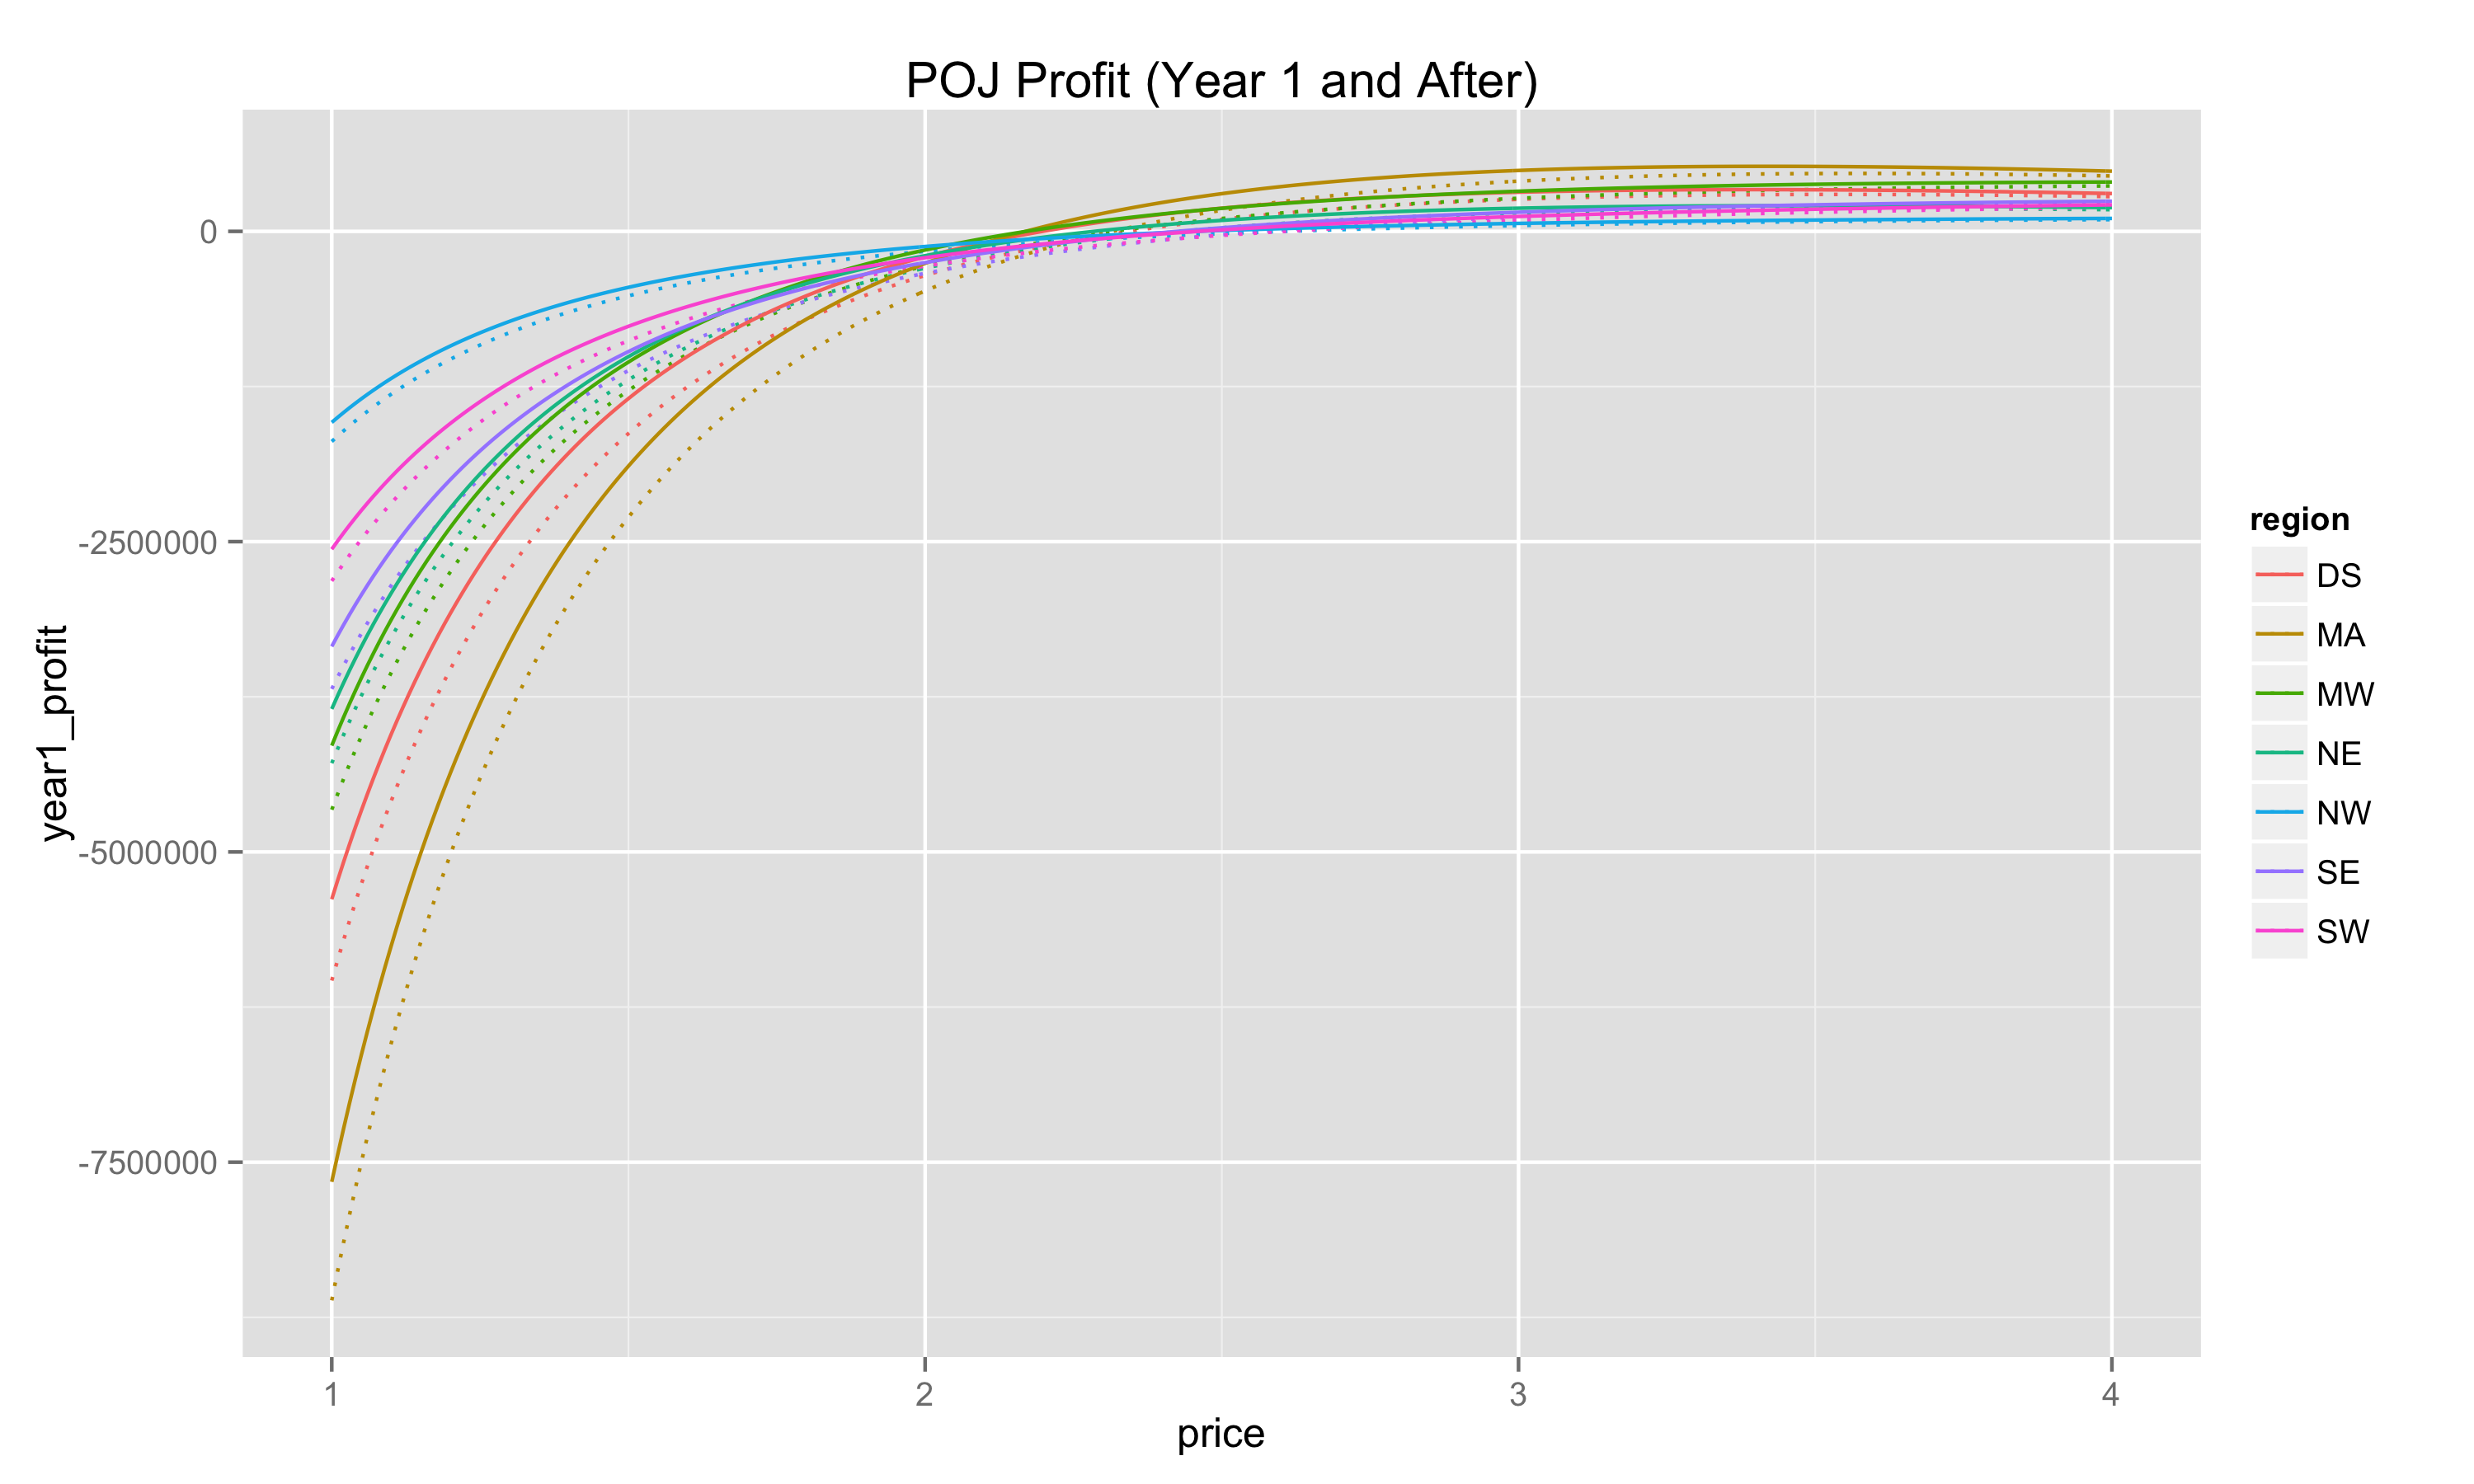 POJ Profit (Year 1 and After)
year1_profit
0
-2500000
-5000000
-7500000
1
2
3
4
price
region
DS
MA
MW
NE
NW
SE
SW